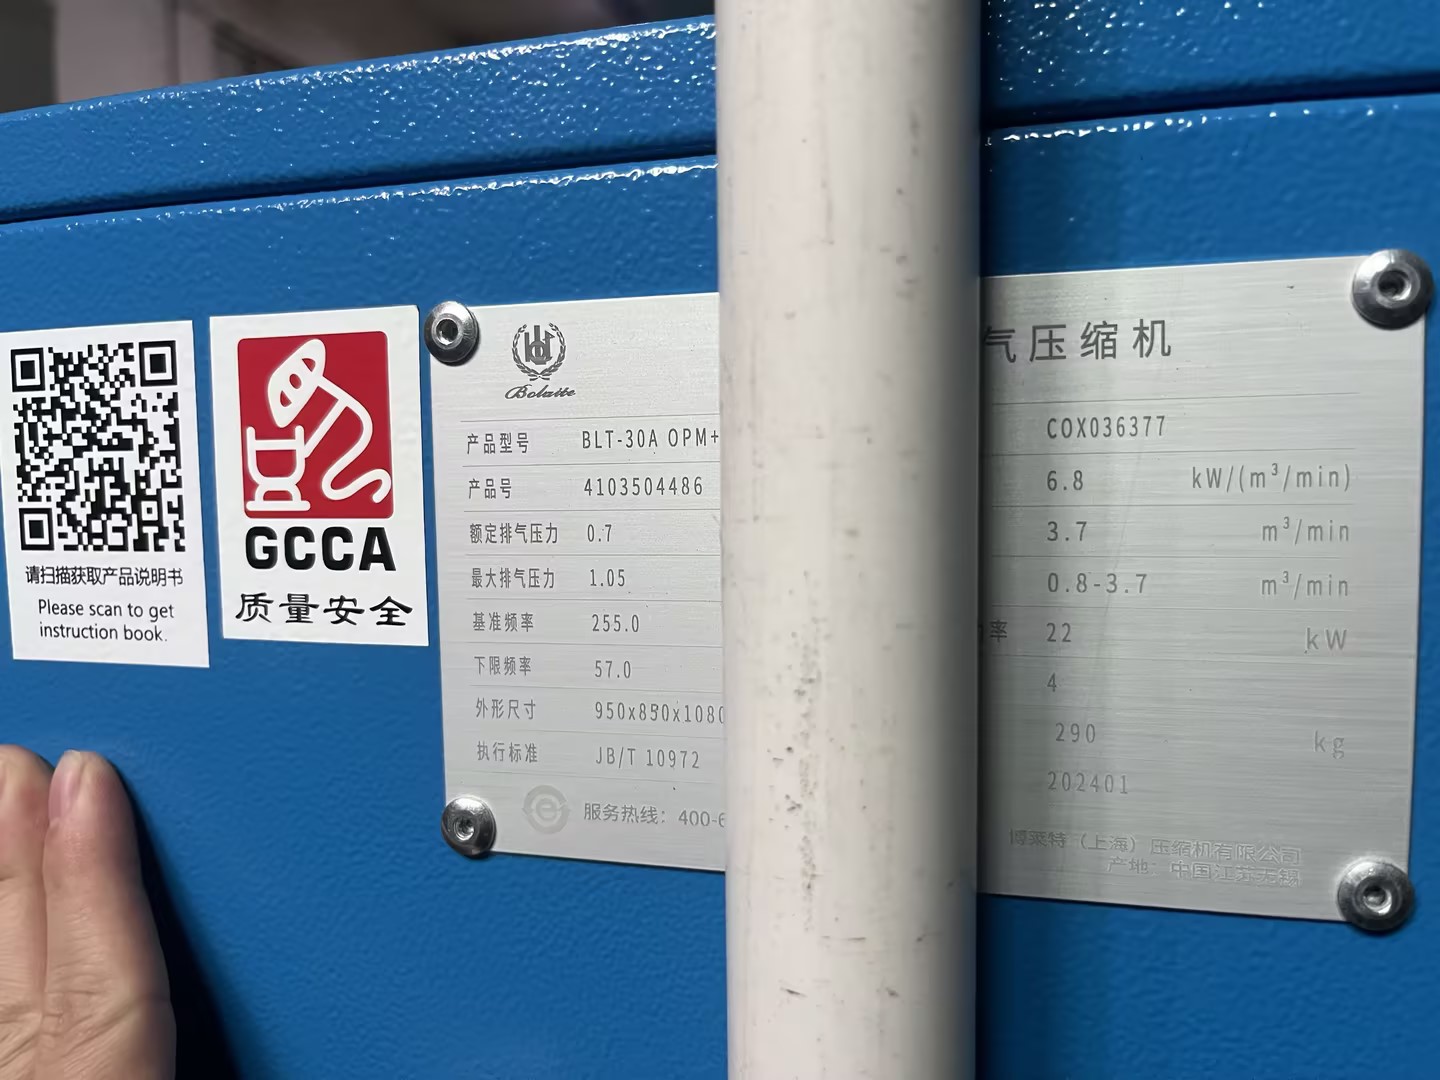 请扫描获取产品说明书
Please scan to get
instruction book.
GCCA
质量安全
Bolaite
气压缩机
产品型号 BLT-30A OPM+
COX036377
产品号 4103504486
6.8 kW/(m³/min)
额定排气压力 0.7
3.7 m³/min
最大排气压力 1.05
0.8-3.7 m³/min
基准频率 255.0
率 22 kW
下限频率 57.0
4
外形尺寸 950x850x1080
290 kg
执行标准 JB/T 10972
202401
服务热线：400-6
博莱特（上海）压缩机有限公司
产地：中国江苏无锡